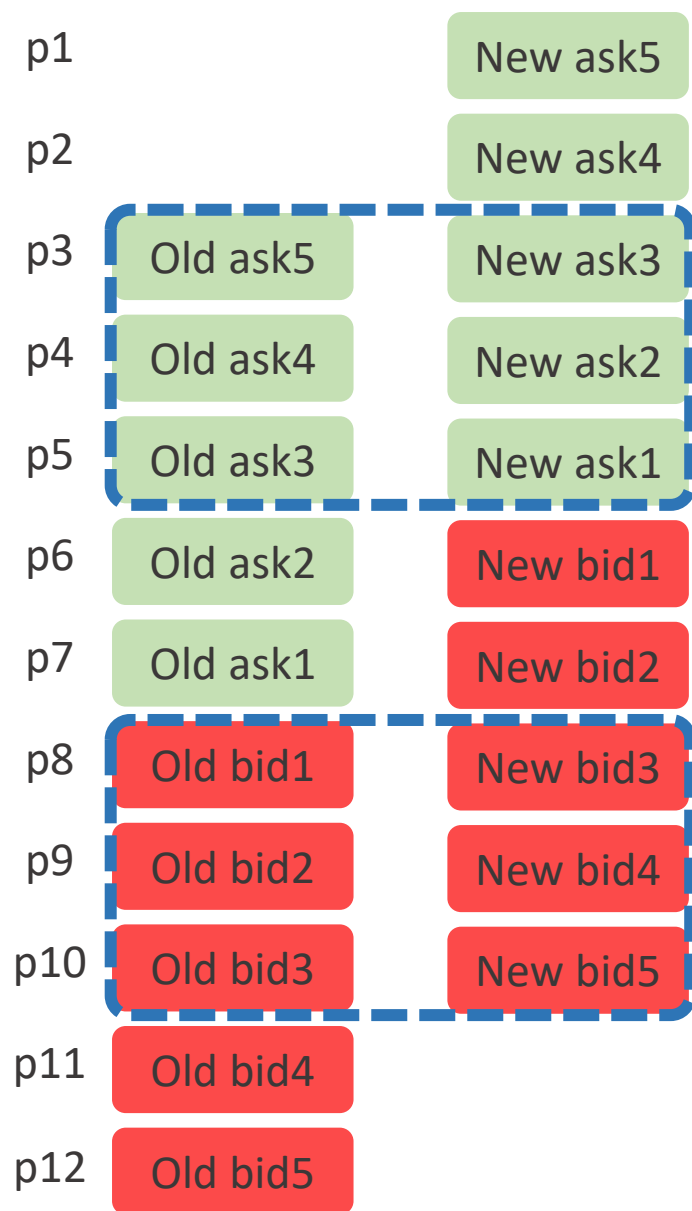 p1 New ask5
p2 New ask4
p3 Old ask5 New ask3
p4 Old ask4 New ask2
p5 Old ask3 New ask1
p6 Old ask2 New bid1
p7 Old ask1 New bid2
p8 Old bid1 New bid3
p9 Old bid2 New bid4
p10 Old bid3 New bid5
p11 Old bid4
p12 Old bid5